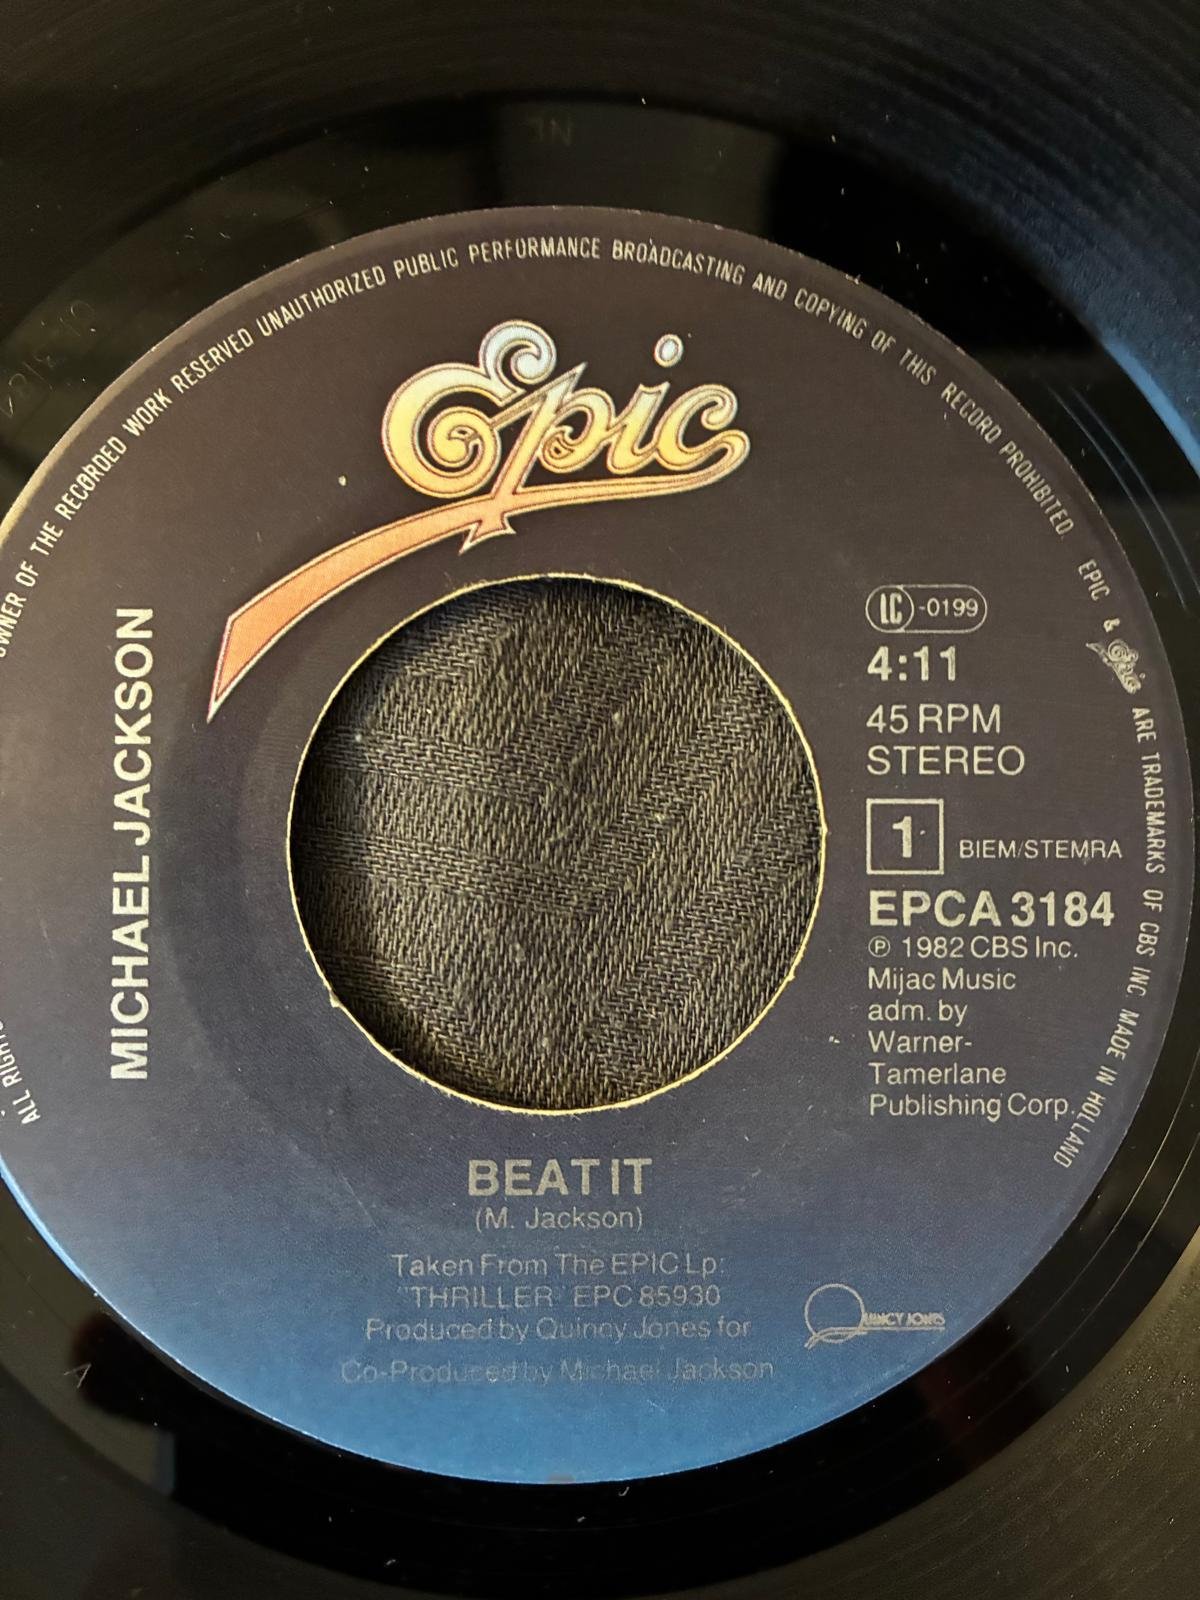 ALL RIGHTS
OWNER OF THE RECORDED WORK RESERVED UNAUTHORIZED PUBLIC PERFORMANCE BROADCASTING AND COPYING OF THIS RECORD PROHIBITED. EPIC & Epic ARE TRADEMARKS OF CBS INC. MADE IN HOLLAND
Epic
MICHAEL JACKSON
LC -0199
4:11
45 RPM
STEREO
1 BIEM/STEMRA
EPCA 3184
℗ 1982 CBS Inc.
Mijac Music
adm. by
Warner-
Tamerlane
Publishing Corp.
BEAT IT
(M. Jackson)
Taken From The EPIC Lp:
"THRILLER" EPC 85930
Produced by Quincy Jones for
QUINCY JONES
Co-Produced by Michael Jackson
A